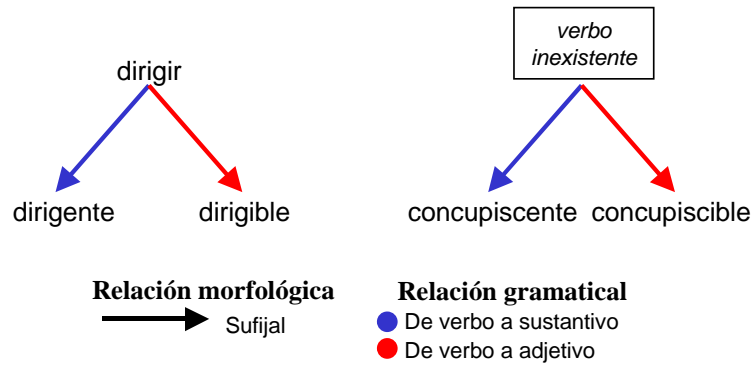 verbo
inexistente
dirigir
dirigente dirigible concupiscente concupiscible
Relación morfológica Relación gramatical
Sufijal De verbo a sustantivo
De verbo a adjetivo